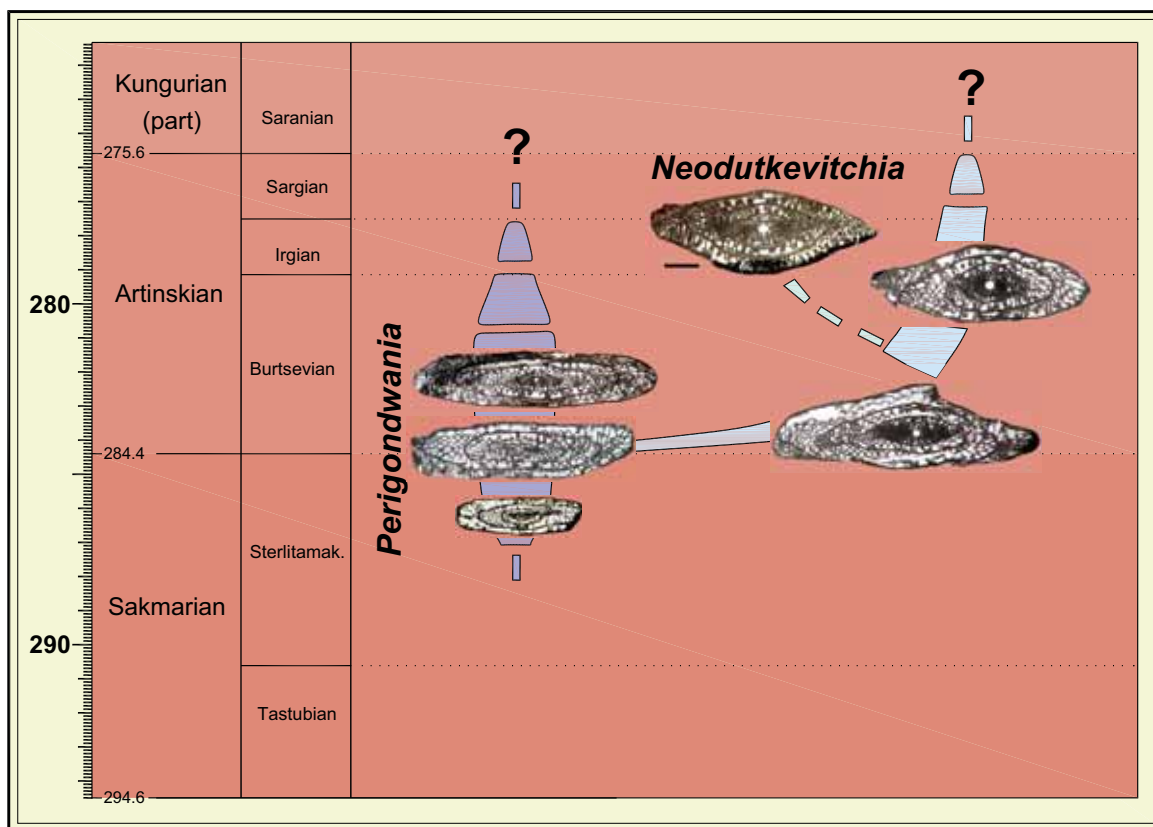 Kungurian
(part)
Saranian
?
?
275.6
Neodutkevitchia
Sargian
Irgian
280
Artinskian
Perigondwania
Burtsevian
284.4
Sterlitamak.
Sakmarian
290
Tastubian
294.6